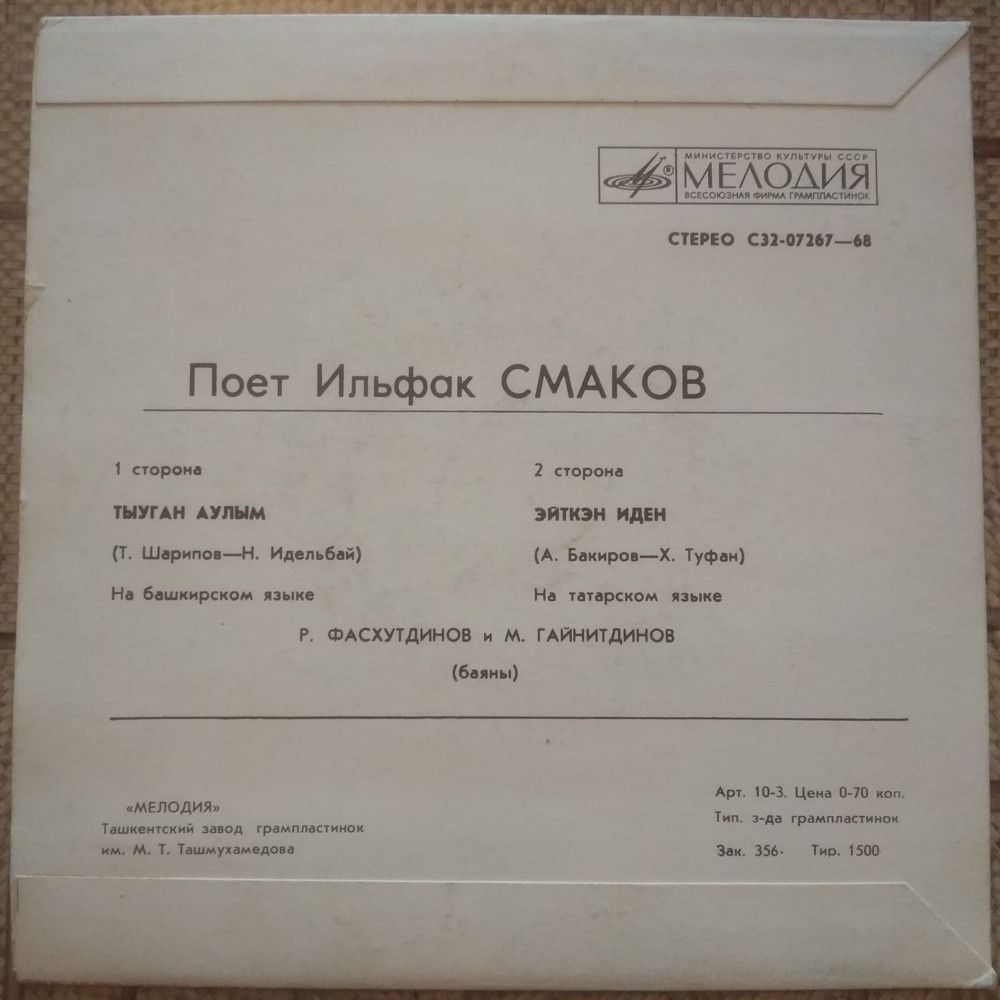 МИНИСТЕРСТВО КУЛЬТУРЫ СССР
® МЕЛОДИЯ
ВСЕСОЮЗНАЯ ФИРМА ГРАМПЛАСТИНОК
СТЕРЕО С32-07267—68
Поет Ильфак СМАКОВ
1 сторона
ТЫУГАН АУЛЫМ
(Т. Шарипов—Н. Идельбай)
На башкирском языке
2 сторона
ЭЙТКЭН ИДЕН
(А. Бакиров—Х. Туфан)
На татарском языке
Р. ФАСХУТДИНОВ и М. ГАЙНИТДИНОВ
(баяны)
«МЕЛОДИЯ»
Ташкентский завод грампластинок
им. М. Т. Ташмухамедова
Арт. 10-3. Цена 0-70 коп.
Тип. з-да грампластинок
Зак. 356. Тир. 1500